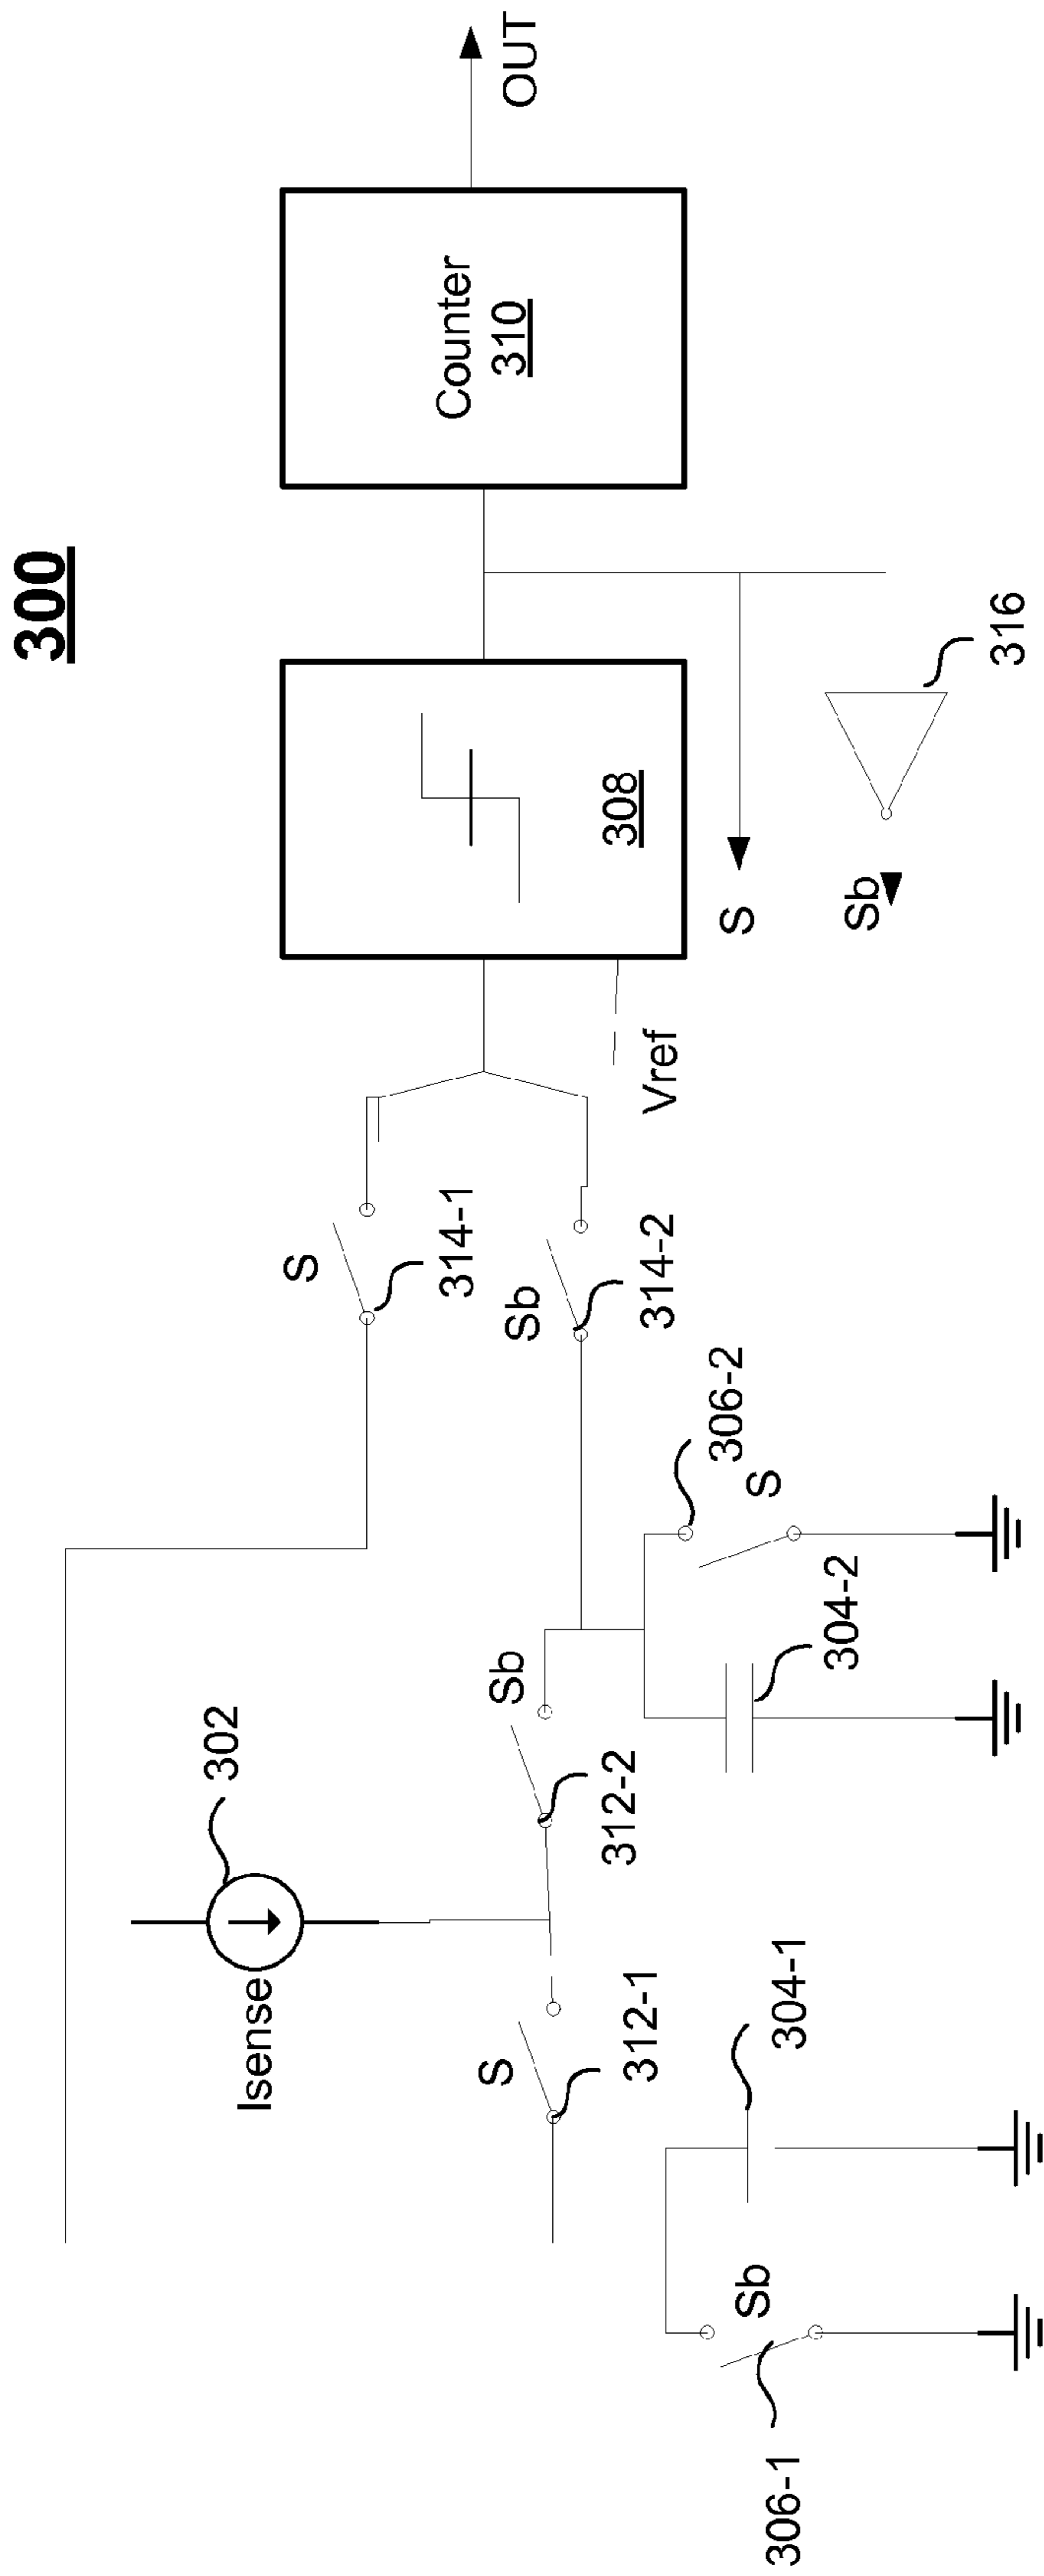 300
302
Isense
S
314-1
Sb
314-2
Vref
308
Counter
310
OUT
S
Sb
316
S
312-1
Sb
312-2
306-2
S
304-2
304-1
Sb
306-1